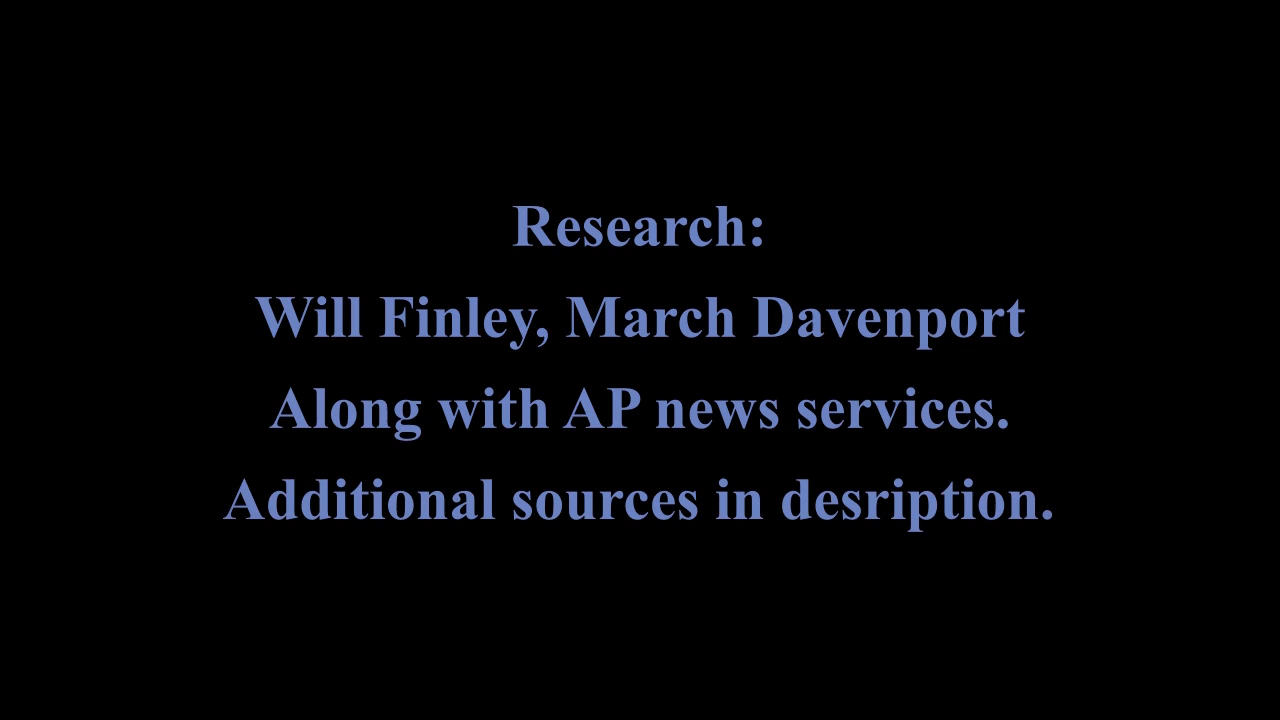 Research:
Will Finley, March Davenport
Along with AP news services.
Additional sources in desription.